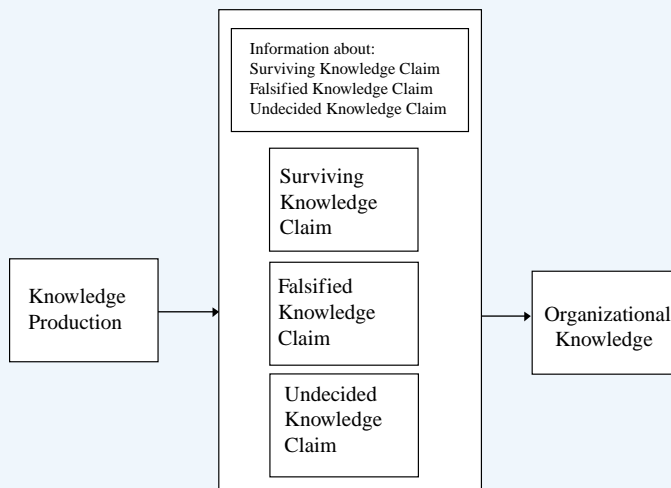 Information about:
Surviving Knowledge Claim
Falsified Knowledge Claim
Undecided Knowledge Claim
Surviving
Knowledge
Claim
Knowledge
Production
Falsified
Knowledge
Claim
Organizational
Knowledge
Undecided
Knowledge
Claim